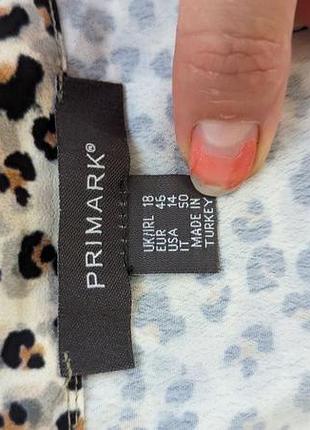 PRIMARK®
UK/IRL 18
EUR 46
USA 14
IT 50
MADE IN
TURKEY